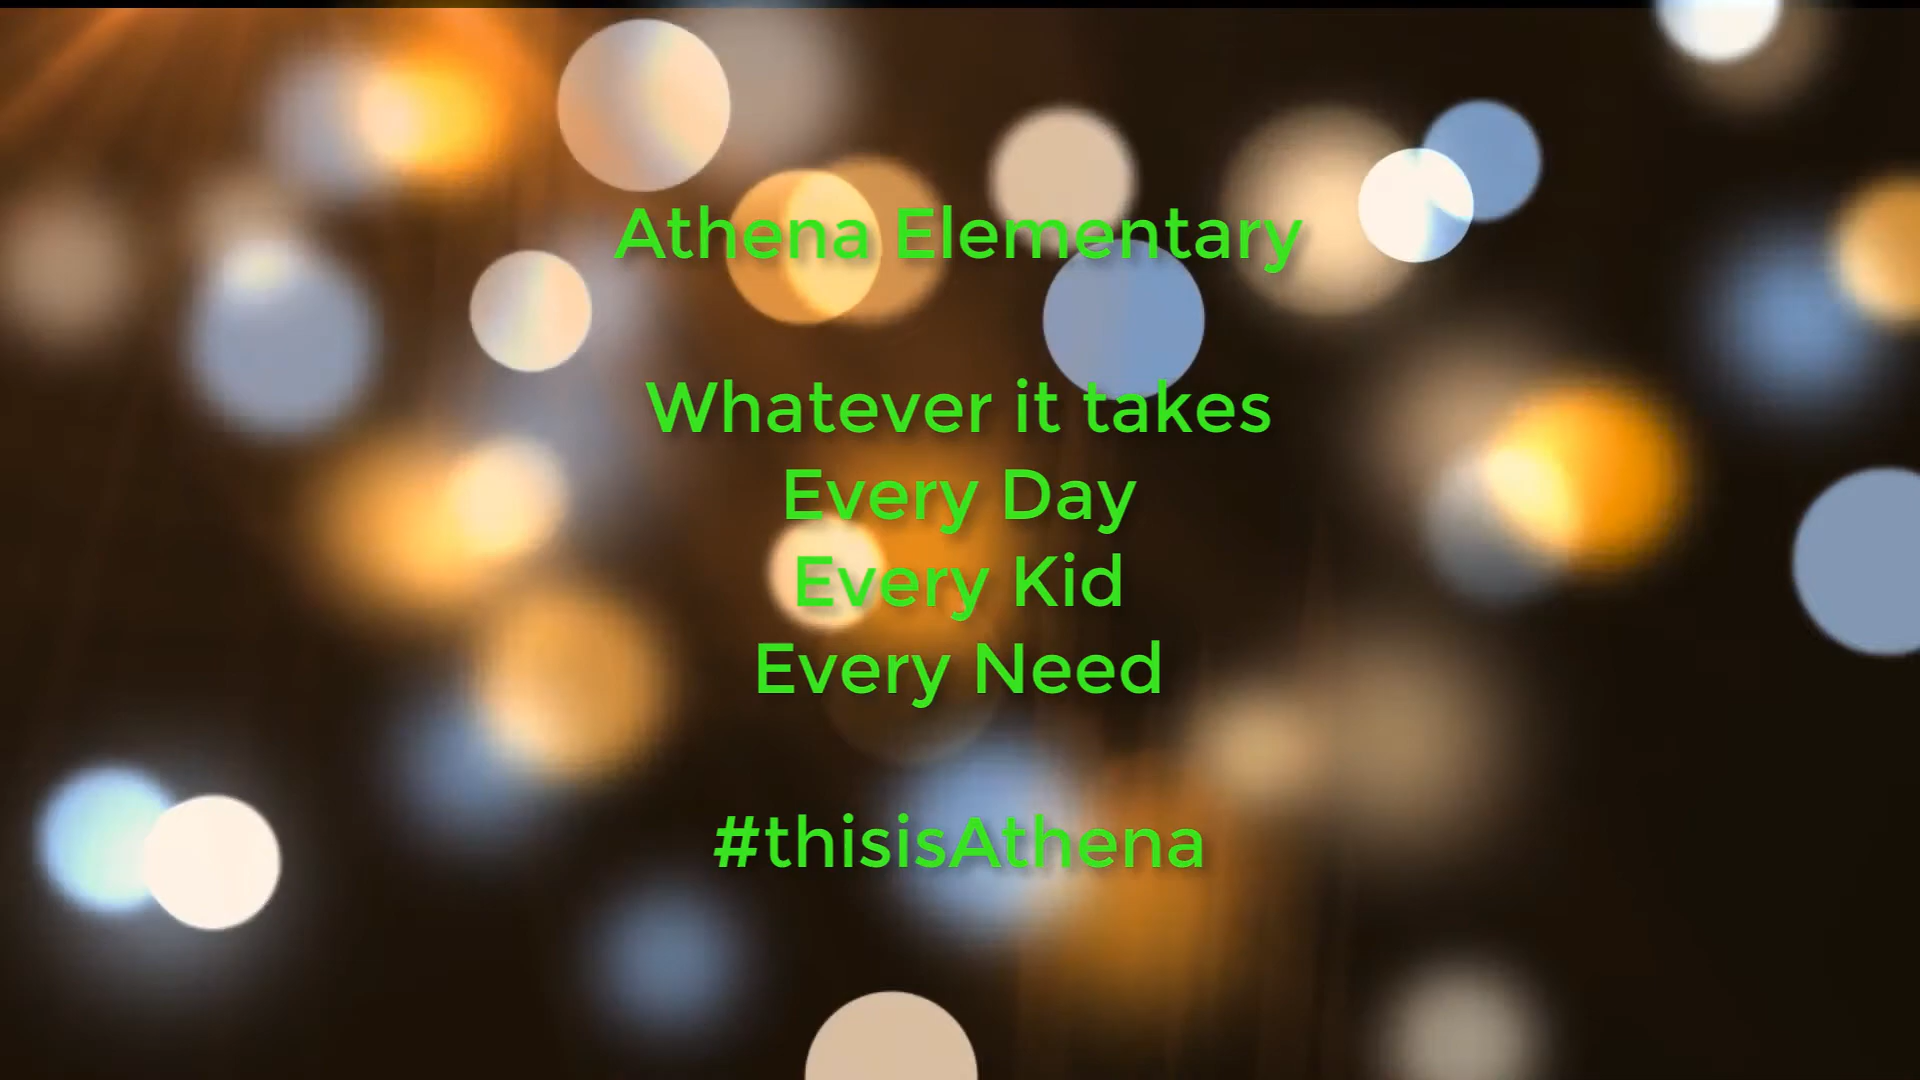 Athena Elementary
Whatever it takes
Every Day
Every Kid
Every Need
#thisisAthena